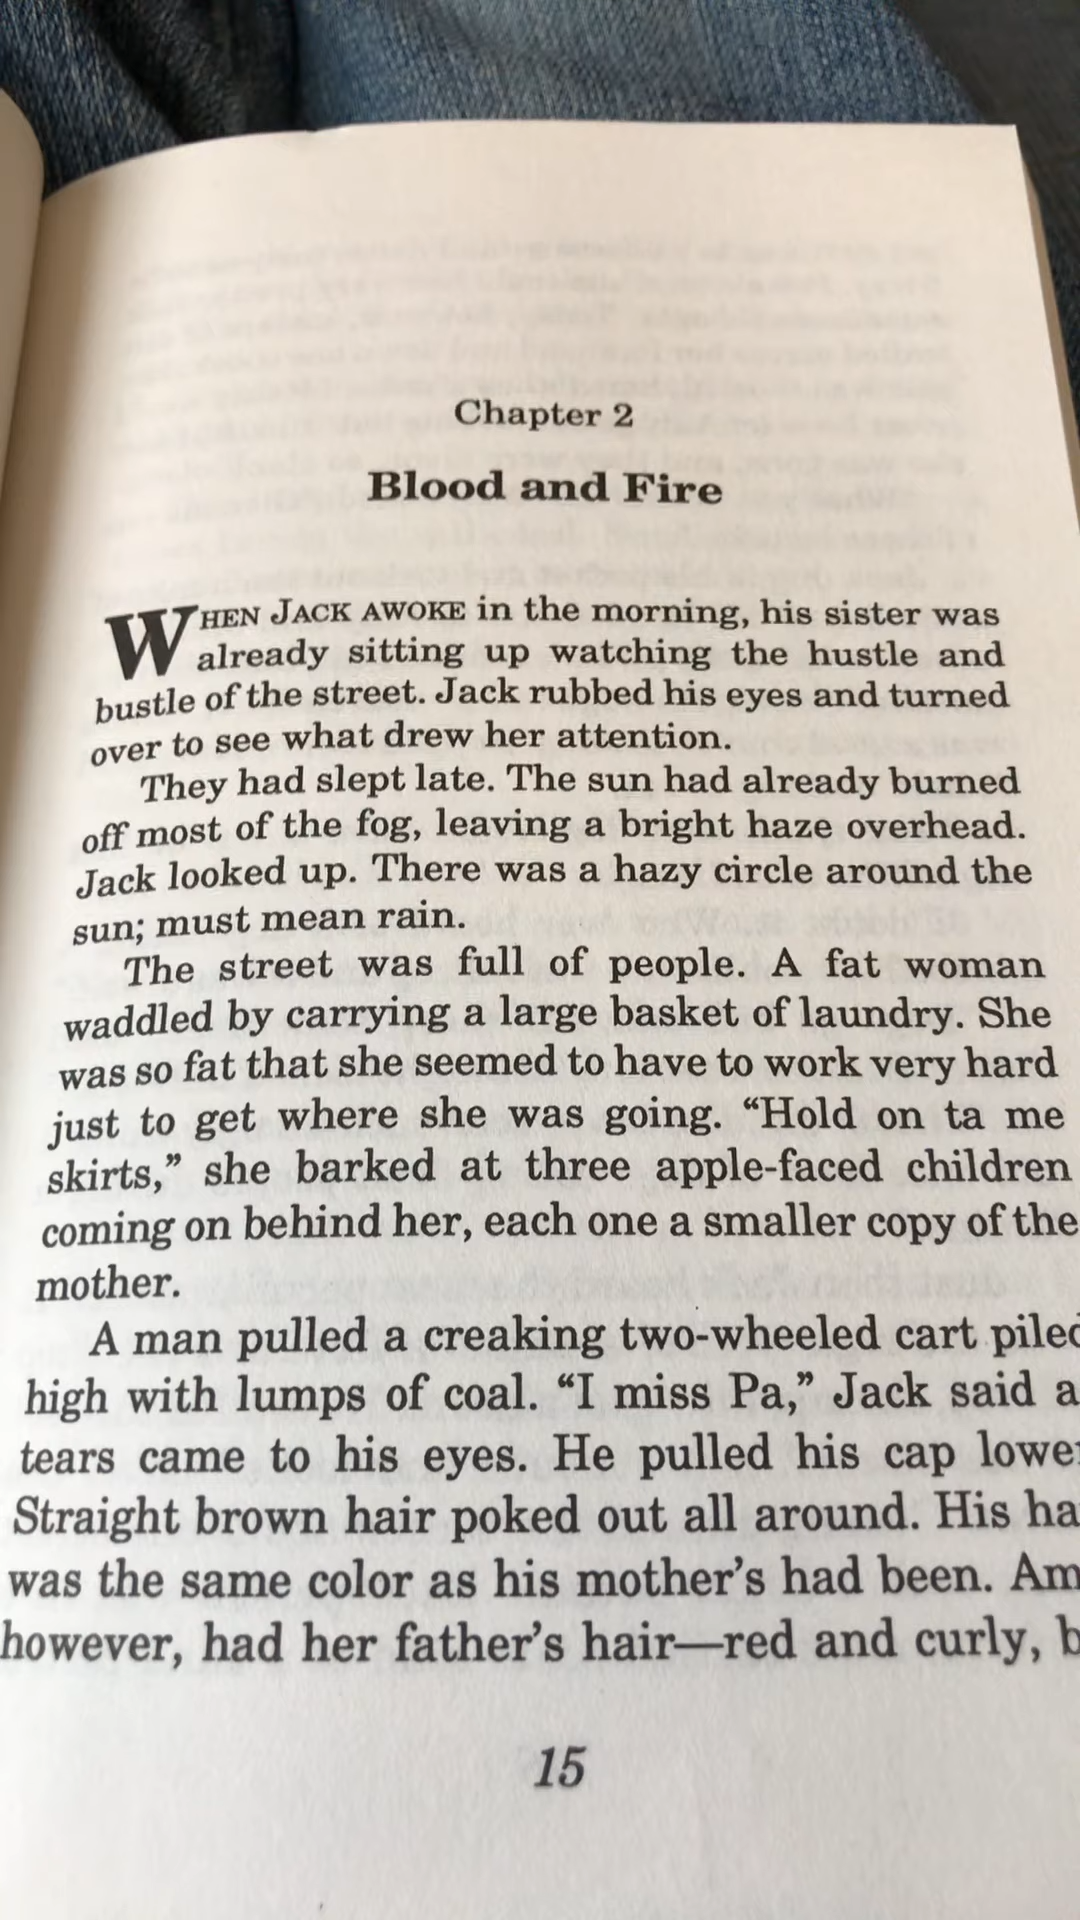 Chapter 2
Blood and Fire
WHEN JACK AWOKE in the morning, his sister was
already sitting up watching the hustle and
bustle of the street. Jack rubbed his eyes and turned
over to see what drew her attention.
They had slept late. The sun had already burned
off most of the fog, leaving a bright haze overhead.
Jack looked up. There was a hazy circle around the
sun; must mean rain.
The street was full of people. A fat woman
waddled by carrying a large basket of laundry. She
was so fat that she seemed to have to work very hard
just to get where she was going. “Hold on ta me
skirts,” she barked at three apple-faced children
coming on behind her, each one a smaller copy of the
mother.
A man pulled a creaking two-wheeled cart
high with lumps of coal. “I miss Pa,” Jack said
tears came to his eyes. He pulled his cap
Straight brown hair poked out all around. His
was the same color as his mother’s had been.
however, had her father’s hair—red and curly,
15